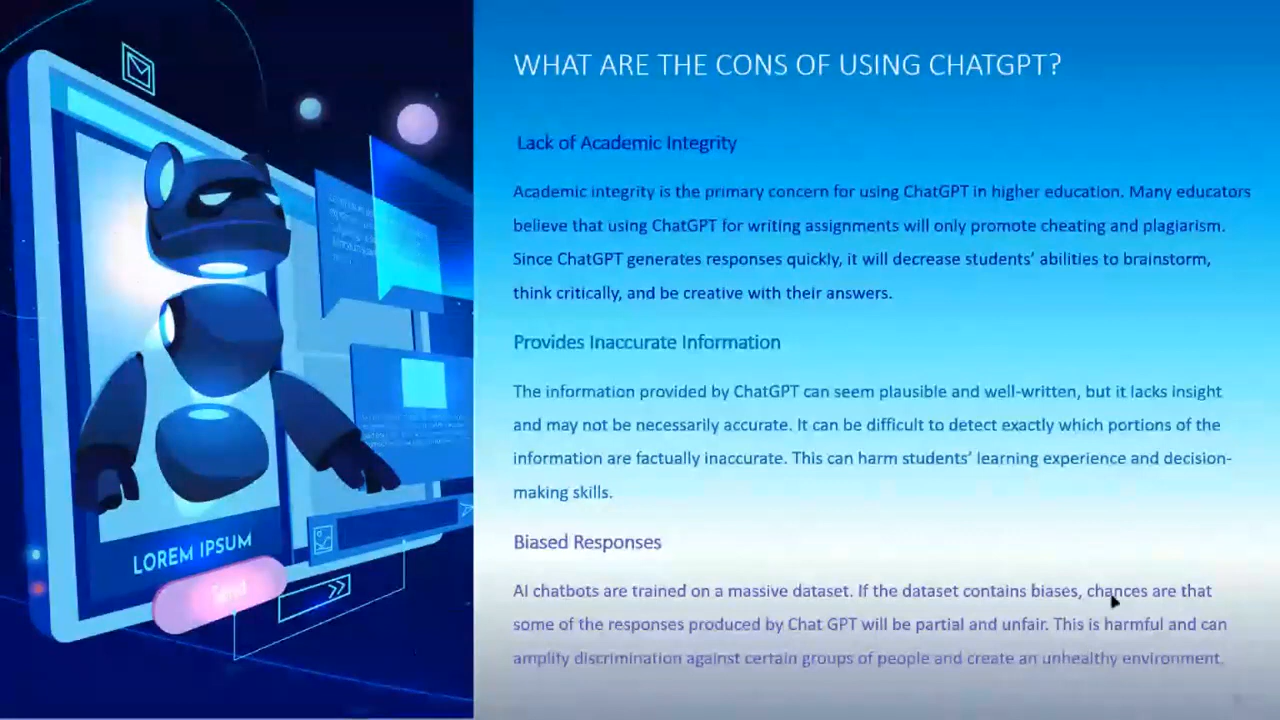 WHAT ARE THE CONS OF USING CHATGPT?
Lack of Academic Integrity
Academic integrity is the primary concern for using ChatGPT in higher education. Many educators
believe that using ChatGPT for writing assignments will only promote cheating and plagiarism.
Since ChatGPT generates responses quickly, it will decrease students’ abilities to brainstorm,
think critically, and be creative with their answers.
Provides Inaccurate Information
The information provided by ChatGPT can seem plausible and well-written, but it lacks insight
and may not be necessarily accurate. It can be difficult to detect exactly which portions of the
information are factually inaccurate. This can harm students’ learning experience and decision-
making skills.
Biased Responses
AI chatbots are trained on a massive dataset. If the dataset contains biases, chances are that
some of the responses produced by Chat GPT will be partial and unfair. This is harmful and can
amplify discrimination against certain groups of people and create an unhealthy environment.
LOREM IPSUM
Send